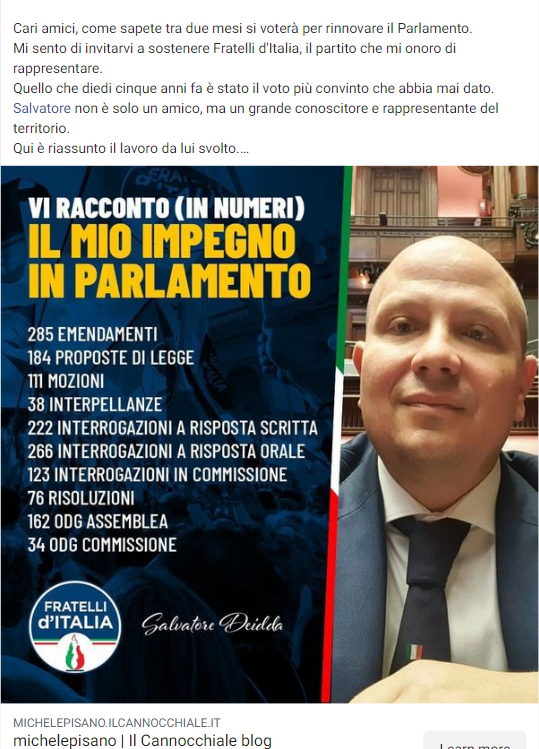 Cari amici, come sapete tra due mesi si voterà per rinnovare il Parlamento.
Mi sento di invitarvi a sostenere Fratelli d'Italia, il partito che mi onoro di
rappresentare.
Quello che diedi cinque anni fa è stato il voto più convinto che abbia mai dato.
Salvatore non è solo un amico, ma un grande conoscitore e rappresentante del
territorio.
Qui è riassunto il lavoro da lui svolto....
VI RACCONTO (IN NUMERI)
IL MIO IMPEGNO
IN PARLAMENTO
285 EMENDAMENTI
184 PROPOSTE DI LEGGE
111 MOZIONI
38 INTERPELLANZE
222 INTERROGAZIONI A RISPOSTA SCRITTA
266 INTERROGAZIONI A RISPOSTA ORALE
123 INTERROGAZIONI IN COMMISSIONE
76 RISOLUZIONI
162 ODG ASSEMBLEA
34 ODG COMMISSIONE
FRATELLI
d'ITALIA
Salvatore Deidda
MICHELEPISANO.ILCANNOCCHIALE.IT
michelepisano | Il Cannocchiale blog
Learn more